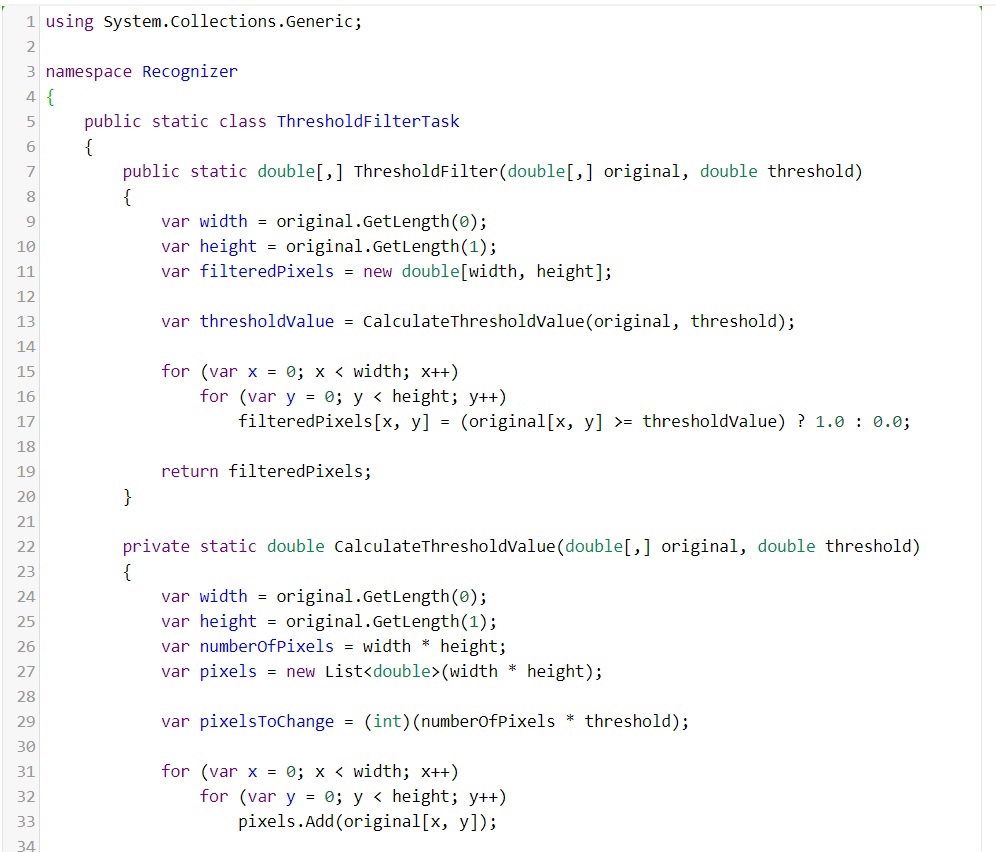 1 using System.Collections.Generic;
2
3 namespace Recognizer
4 {
5     public static class ThresholdFilterTask
6     {
7         public static double[,] ThresholdFilter(double[,] original, double threshold)
8         {
9             var width = original.GetLength(0);
10             var height = original.GetLength(1);
11             var filteredPixels = new double[width, height];
12
13             var thresholdValue = CalculateThresholdValue(original, threshold);
14
15             for (var x = 0; x < width; x++)
16                 for (var y = 0; y < height; y++)
17                     filteredPixels[x, y] = (original[x, y] >= thresholdValue) ? 1.0 : 0.0;
18
19             return filteredPixels;
20         }
21
22         private static double CalculateThresholdValue(double[,] original, double threshold)
23         {
24             var width = original.GetLength(0);
25             var height = original.GetLength(1);
26             var numberOfPixels = width * height;
27             var pixels = new List<double>(width * height);
28
29             var pixelsToChange = (int)(numberOfPixels * threshold);
30
31             for (var x = 0; x < width; x++)
32                 for (var y = 0; y < height; y++)
33                     pixels.Add(original[x, y]);
34